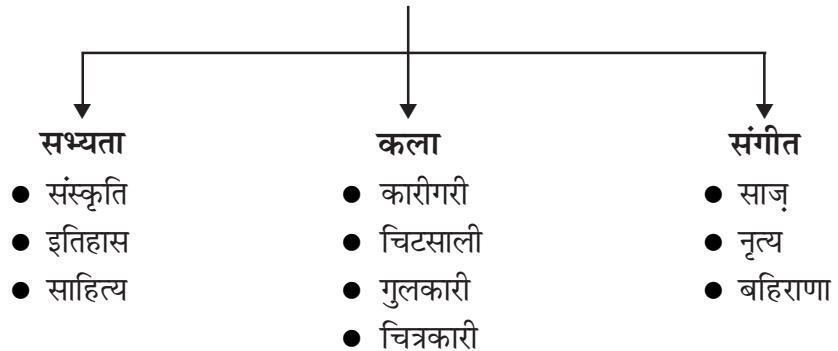 सभ्यता
● संस्कृति
● इतिहास
● साहित्य
कला
● कारीगरी
● चिटसाली
● गुलकारी
● चित्रकारी
संगीत
● साज़
● नृत्य
● बहिराणा